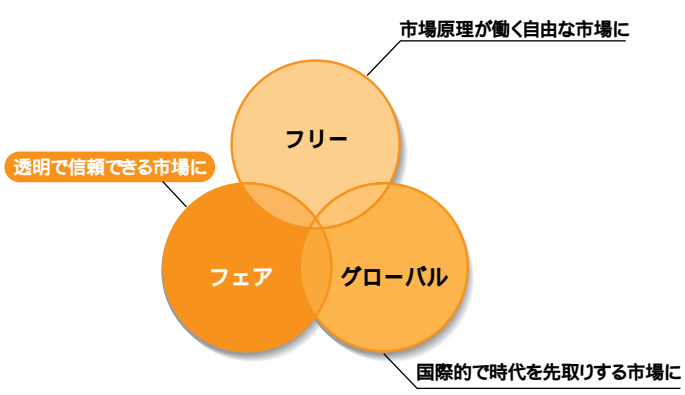 市場原理が働く自由な市場に
フリー
透明で信頼できる市場に
フェア
グローバル
国際的で時代を先取りする市場に